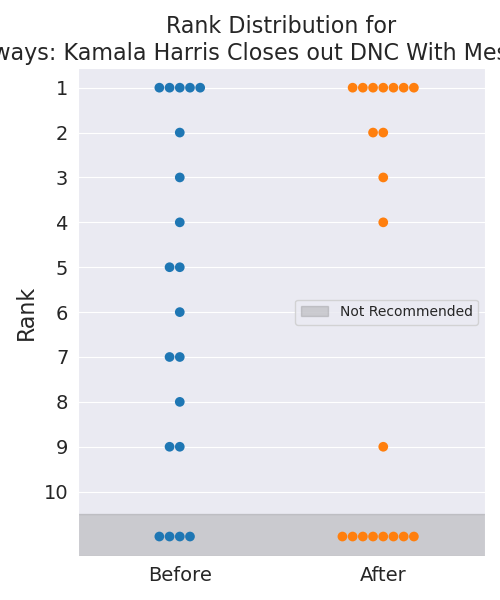 Rank Distribution for
ways: Kamala Harris Closes out DNC With Mes
1
2
3
4
5
6
7
8
9
10
Rank
Not Recommended
Before
After